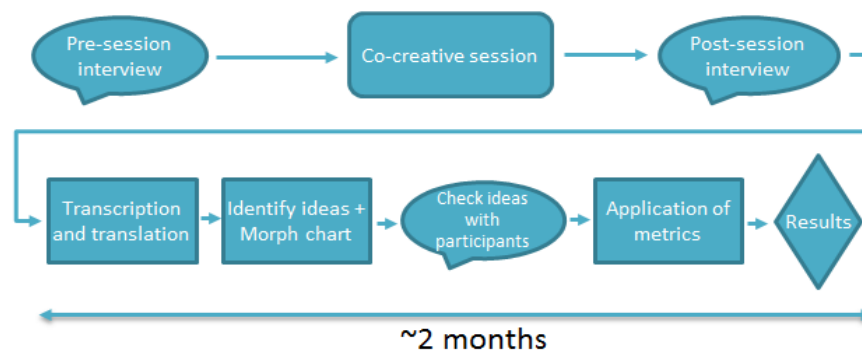 Pre-session
interview
Co-creative session
Post-session
interview
Transcription
and translation
Identify ideas +
Morph chart
Check ideas
with
participants
Application of
metrics
Results
~2 months